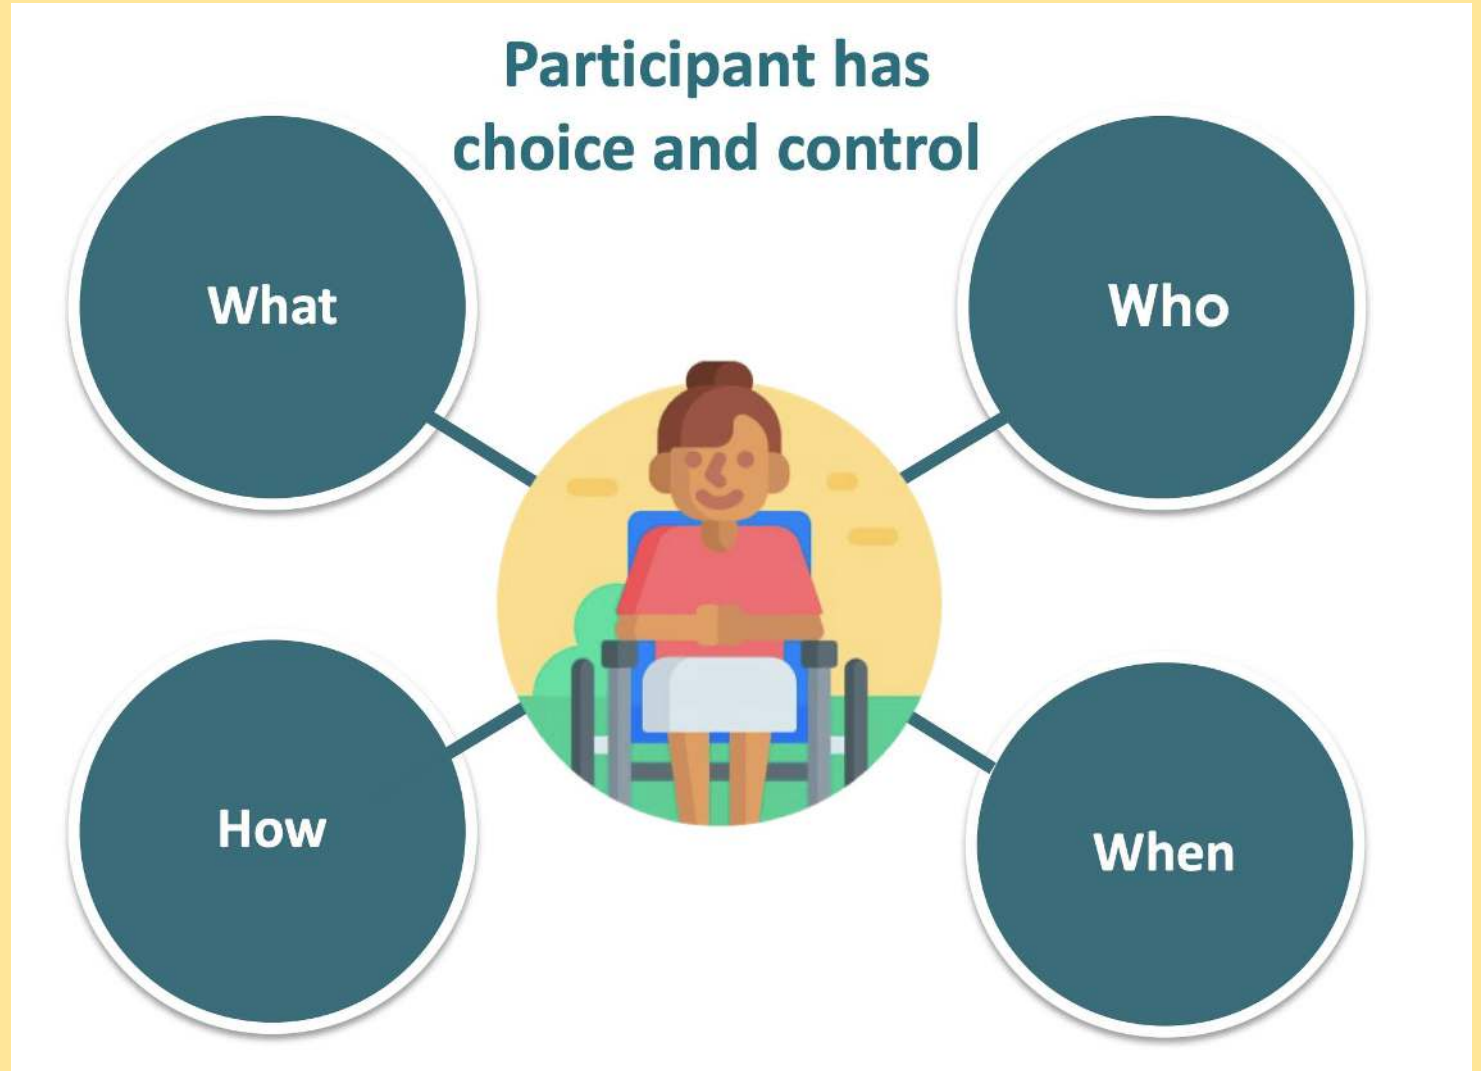 Participant has
choice and control
What
Who
How
When